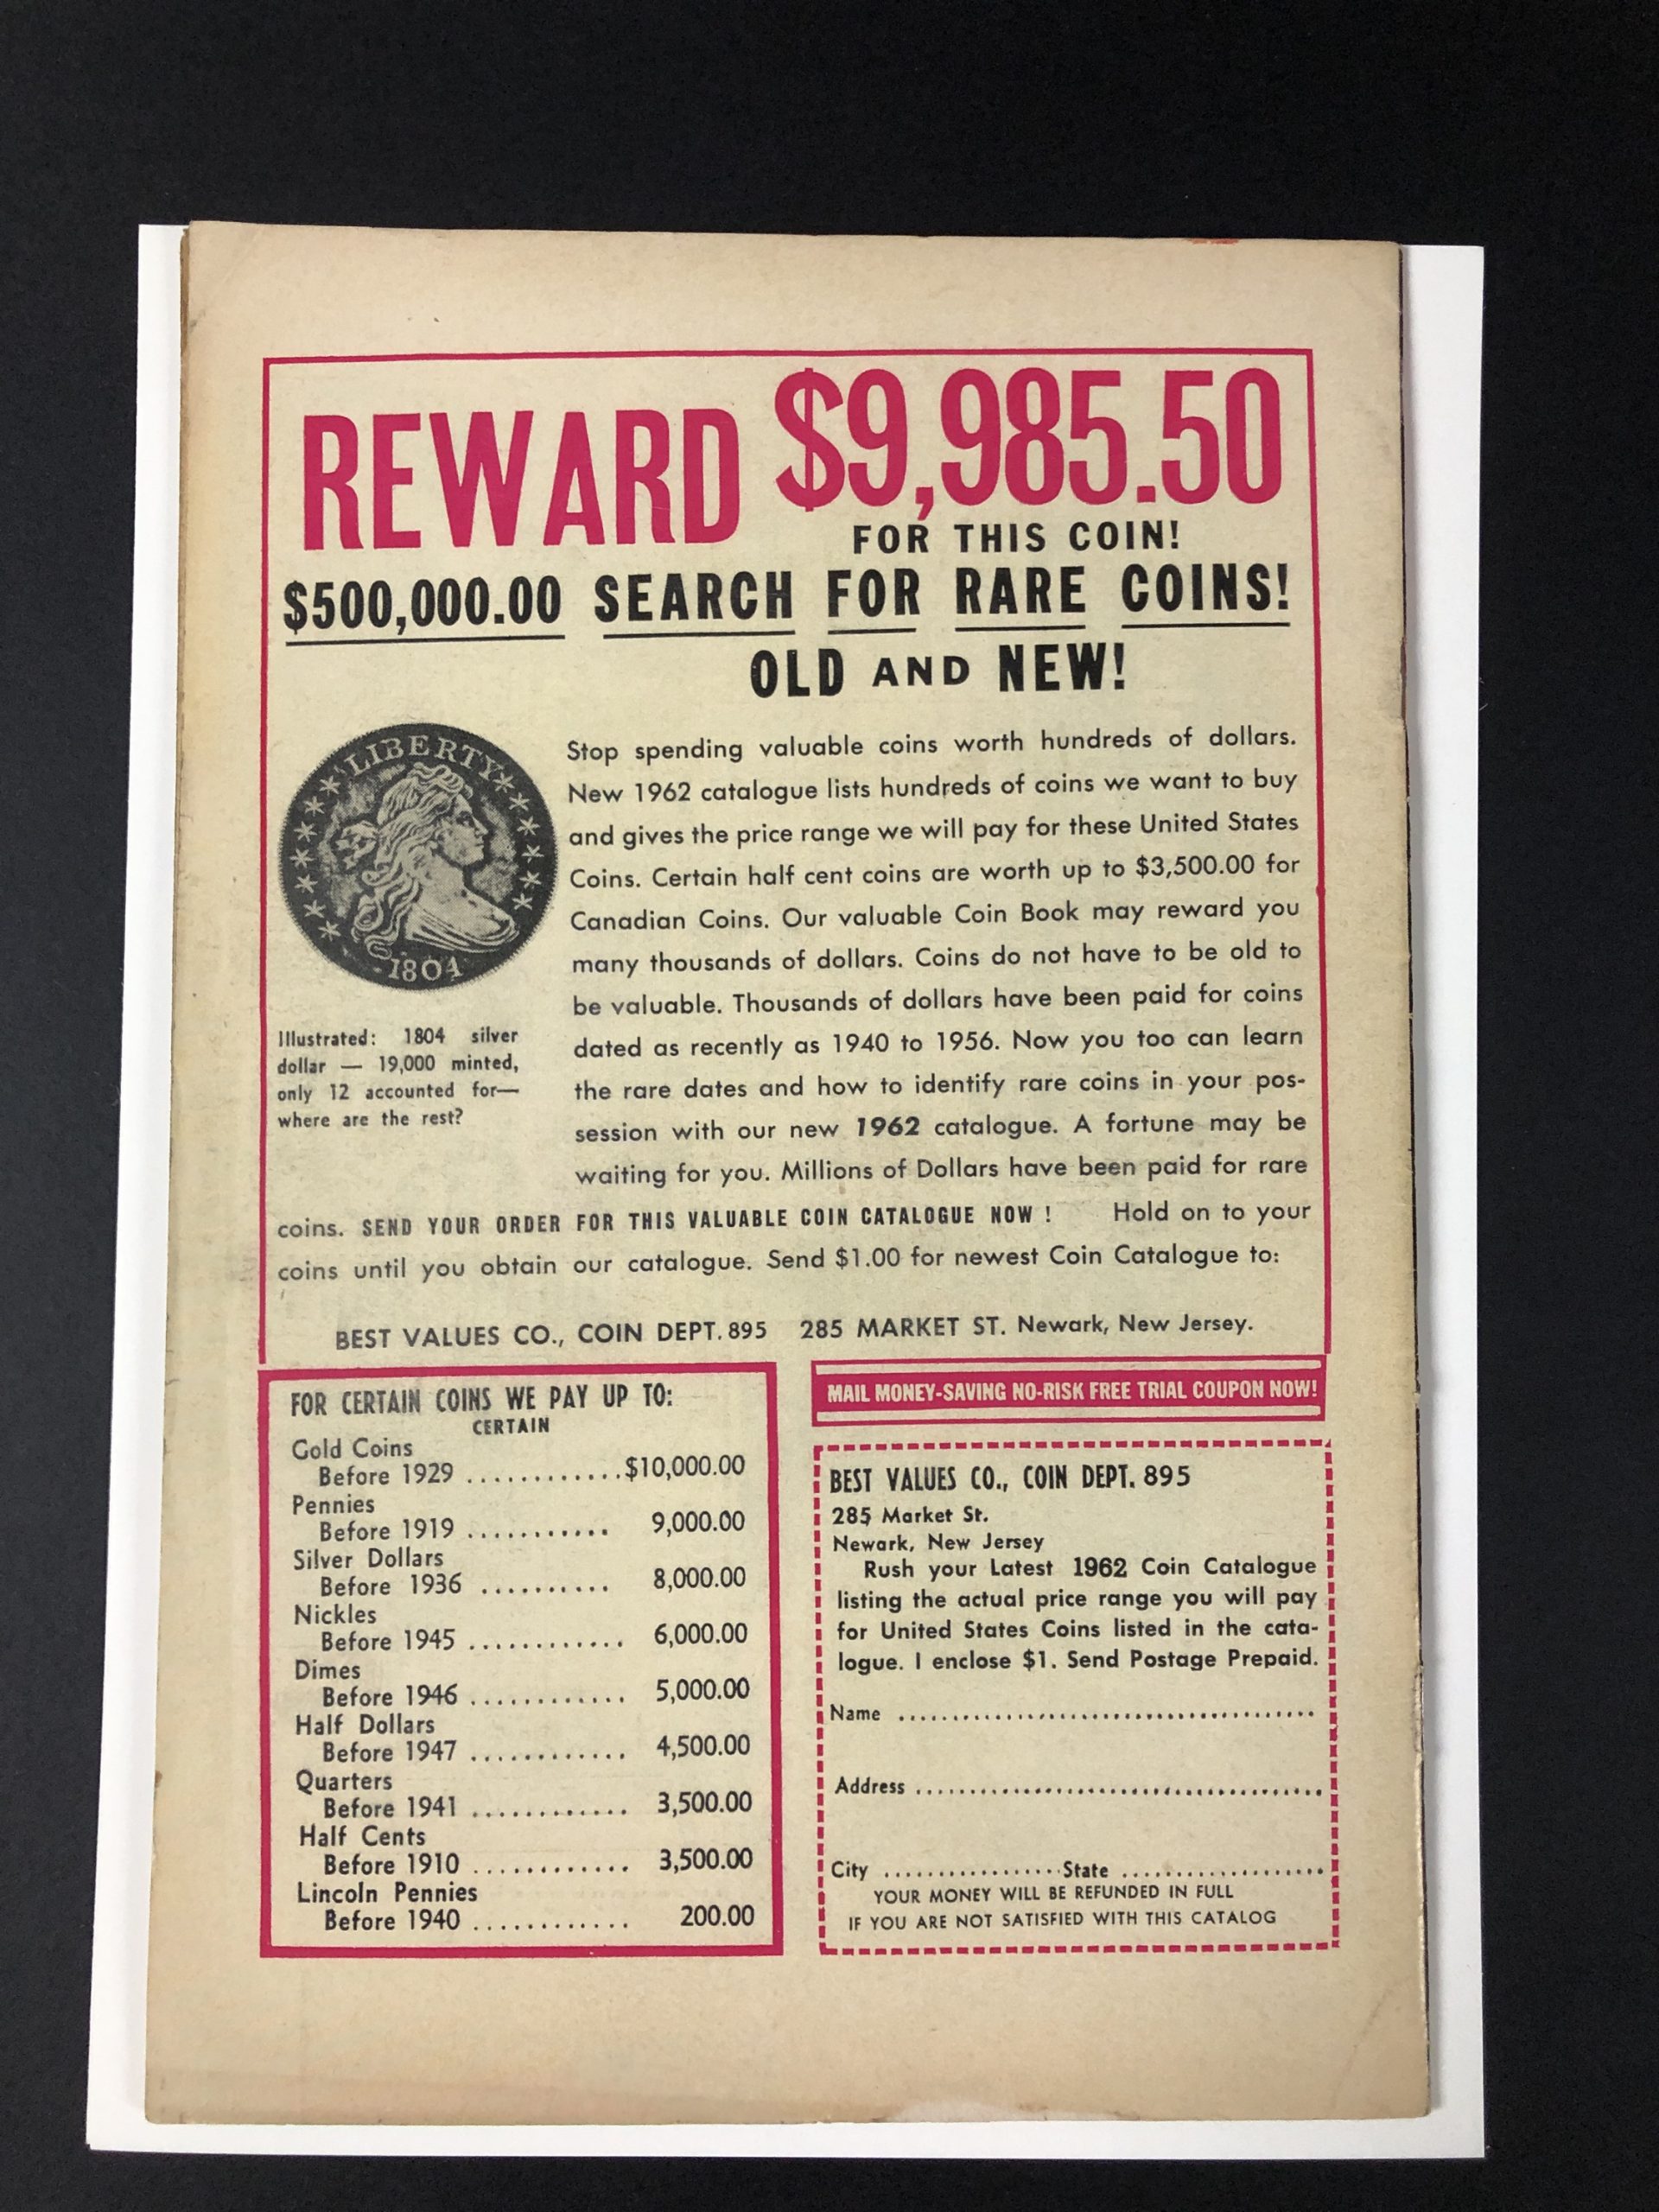 REWARD $9,985.50
FOR THIS COIN!
$500,000.00 SEARCH FOR RARE COINS!
OLD AND NEW!
LIBERTY
1804
Illustrated: 1804 silver
dollar — 19,000 minted,
only 12 accounted for—
where are the rest?
Stop spending valuable coins worth hundreds of dollars.
New 1962 catalogue lists hundreds of coins we want to buy
and gives the price range we will pay for these United States
Coins. Certain half cent coins are worth up to $3,500.00 for
Canadian Coins. Our valuable Coin Book may reward you
many thousands of dollars. Coins do not have to be old to
be valuable. Thousands of dollars have been paid for coins
dated as recently as 1940 to 1956. Now you too can learn
the rare dates and how to identify rare coins in your pos-
session with our new 1962 catalogue. A fortune may be
waiting for you. Millions of Dollars have been paid for rare
coins. SEND YOUR ORDER FOR THIS VALUABLE COIN CATALOGUE NOW ! Hold on to your
coins until you obtain our catalogue. Send $1.00 for newest Coin Catalogue to:
BEST VALUES CO., COIN DEPT. 895 285 MARKET ST. Newark, New Jersey.
FOR CERTAIN COINS WE PAY UP TO:
CERTAIN
Gold Coins
Before 1929 ............$10,000.00
Pennies
Before 1919 ........... 9,000.00
Silver Dollars
Before 1936 .......... 8,000.00
Nickles
Before 1945 ............ 6,000.00
Dimes
Before 1946 ............ 5,000.00
Half Dollars
Before 1947 ............ 4,500.00
Quarters
Before 1941 ............ 3,500.00
Half Cents
Before 1910 ............ 3,500.00
Lincoln Pennies
Before 1940 ............ 200.00
MAIL MONEY-SAVING NO-RISK FREE TRIAL COUPON NOW!
BEST VALUES CO., COIN DEPT. 895
285 Market St.
Newark, New Jersey
Rush your Latest 1962 Coin Catalogue
listing the actual price range you will pay
for United States Coins listed in the cata-
logue. I enclose $1. Send Postage Prepaid.
Name .......................................
Address ......................................
City .................State ...................
YOUR MONEY WILL BE REFUNDED IN FULL
IF YOU ARE NOT SATISFIED WITH THIS CATALOG